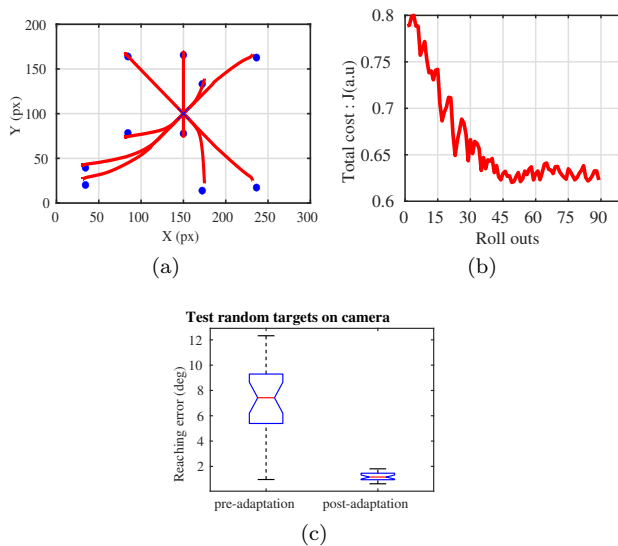 200
150
100
50
0
Y (px)
0
50
100
150
200
250
300
X (px)
(a)
0.8
0.7
0.65
0.6
Total cost : J(a.u)
0
15
30
45
60
75
90
Roll outs
(b)
Test random targets on camera
12
10
8
6
4
2
Reaching error (deg)
pre-adaptation
post-adaptation
(c)